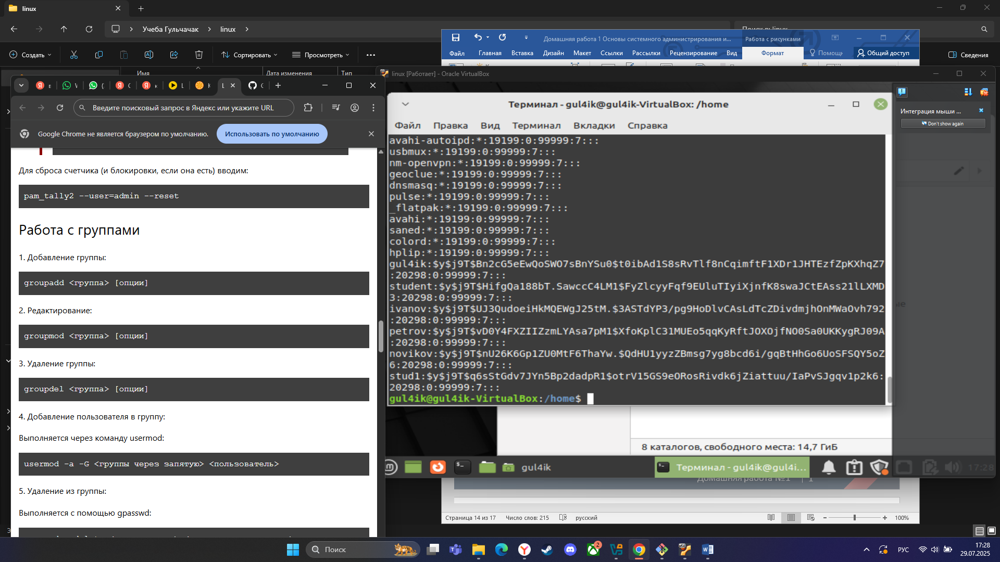 linux
Учеба Гульчачак
linux
Поиск в: linux
Создать
Сортировать
Просмотреть
Сведения
Имя
Дата изменения
Тип
Домашняя работа 1 Основы системного администрирования и...
Работа с рисунками
Файл
Главная
Вставка
Дизайн
Макет
Ссылки
Рассылки
Рецензирование
Вид
Формат
Помощь
Общий доступ
Введите поисковый запрос в Яндекс или укажите URL
Google Chrome не является браузером по умолчанию.
Использовать по умолчанию
Для сброса счетчика (и блокировки, если она есть) вводим:
pam_tally2 --user=admin --reset
Работа с группами
1. Добавление группы:
groupadd <группа> [опции]
2. Редактирование:
groupmod <группа> [опции]
3. Удаление группы:
groupdel <группа> [опции]
4. Добавление пользователя в группу:
Выполняется через команду usermod:
usermod -a -G <группы через запятую> <пользователь>
5. Удаление из группы:
Выполняется с помощью gpasswd:
linux [Работает] - Oracle VirtualBox
Терминал - gul4ik@gul4ik-VirtualBox: /home
Файл Правка Вид Терминал Вкладки Справка
avahi-autoipd:*:19199:0:99999:7:::
usbmux:*:19199:0:99999:7:::
nm-openvpn:*:19199:0:99999:7:::
geoclue:*:19199:0:99999:7:::
dnsmasq:*:19199:0:99999:7:::
pulse:*:19199:0:99999:7:::
_flatpak:*:19199:0:99999:7:::
avahi:*:19199:0:99999:7:::
saned:*:19199:0:99999:7:::
colord:*:19199:0:99999:7:::
hplip:*:19199:0:99999:7:::
gul4ik:$y$j9T$Bn2cG5eEwQoSWO7sBnYSu0$t0ibAd1S8sRvTlf8nCqimftF1XDr1JHTEzfZpKXhqZ7
:20298:0:99999:7:::
student:$y$j9T$HifgQa188bT.SawccC4LM1$FyZlcyyFqf9EUluTIyiXjnfK8swaJCtEAss21lLXMD
3:20298:0:99999:7:::
ivanov:$y$j9T$UJ3QudoeiHkMQEWgJ25tM.$3ASTdYP3/pg9HoDlvCAsLdTcZDivdmjhOnMWaOvh792
:20298:0:99999:7:::
petrov:$y$j9T$vD0Y4FXZIIZzmLYAsa7pM1$XfoKplC31MUEo5qqKyRftJOXOjfNO0Sa0UKKygRJ09A
:20298:0:99999:7:::
novikov:$y$j9T$nU26K6Gp1ZU0MtF6ThaYw.$QdHU1yyzZBmsg7yg8bcd6i/gqBtHhGo6UoSFSQY5oZ
6:20298:0:99999:7:::
stud1:$y$j9T$q6sStGdv7JYn5Bp2dadpR1$otrV15GS9eORosRivdk6jZiattuu/IaPvSJgqv1p2k6:
20298:0:99999:7:::
gul4ik@gul4ik-VirtualBox:/home$
Интеграция мыши ...
Don't show again
8 каталогов, свободного места: 14,7 ГиБ
gul4ik
Терминал - gul4ik@gul4i...
17:28
Домашняя работа №1 | 1
Страница 14 из 17
Число слов: 215
русский
100%
Поиск
2
РУС
17:28
29.07.2025